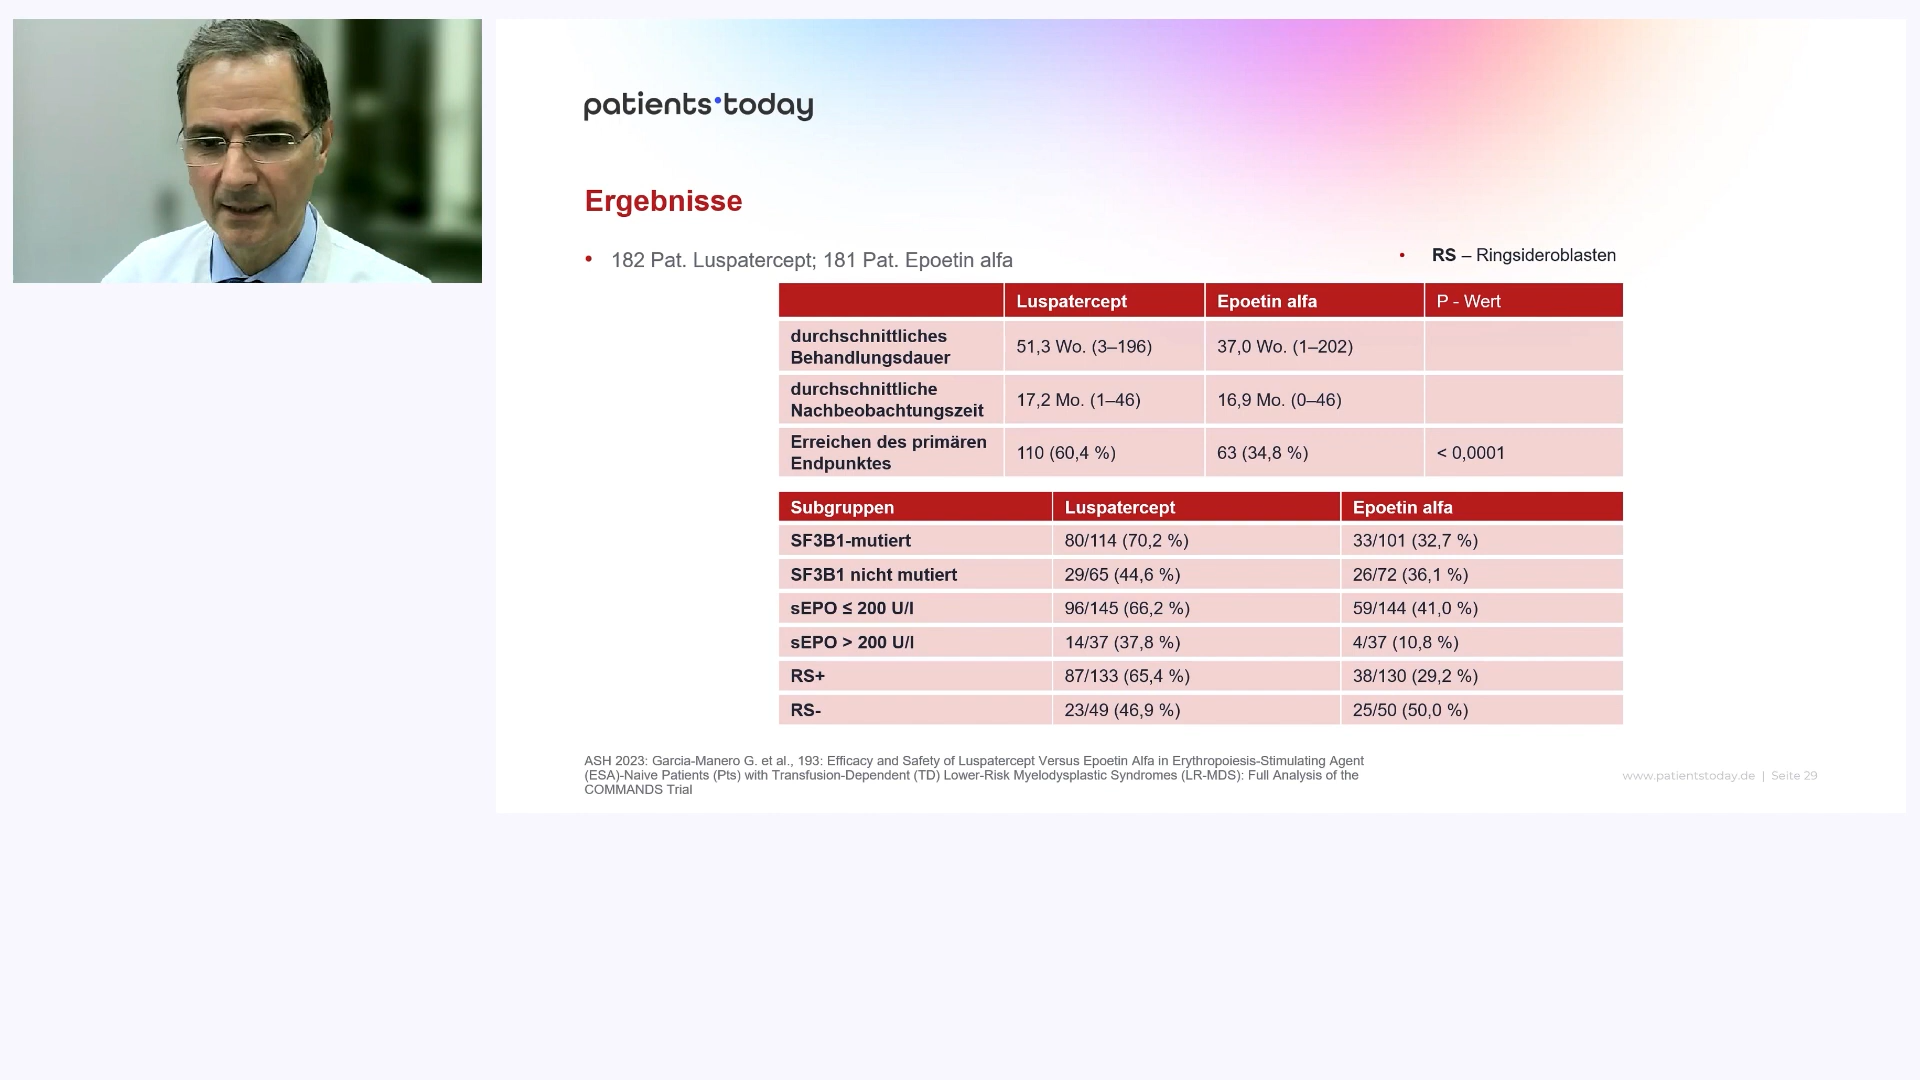 patients•today
Ergebnisse
• 182 Pat. Luspatercept; 181 Pat. Epoetin alfa
• RS – Ringsideroblasten
Luspatercept Epoetin alfa P - Wert
durchschnittliches
Behandlungsdauer
51,3 Wo. (3–196) 37,0 Wo. (1–202)
durchschnittliche
Nachbeobachtungszeit
17,2 Mo. (1–46) 16,9 Mo. (0–46)
Erreichen des primären
Endpunktes
110 (60,4 %) 63 (34,8 %) < 0,0001
Subgruppen Luspatercept Epoetin alfa
SF3B1-mutiert 80/114 (70,2 %) 33/101 (32,7 %)
SF3B1 nicht mutiert 29/65 (44,6 %) 26/72 (36,1 %)
sEPO ≤ 200 U/l 96/145 (66,2 %) 59/144 (41,0 %)
sEPO > 200 U/l 14/37 (37,8 %) 4/37 (10,8 %)
RS+ 87/133 (65,4 %) 38/130 (29,2 %)
RS- 23/49 (46,9 %) 25/50 (50,0 %)
ASH 2023: Garcia-Manero G. et al., 193: Efficacy and Safety of Luspatercept Versus Epoetin Alfa in Erythropoiesis-Stimulating Agent
(ESA)-Naive Patients (Pts) with Transfusion-Dependent (TD) Lower-Risk Myelodysplastic Syndromes (LR-MDS): Full Analysis of the
COMMANDS Trial
www.patientstoday.de | Seite 29